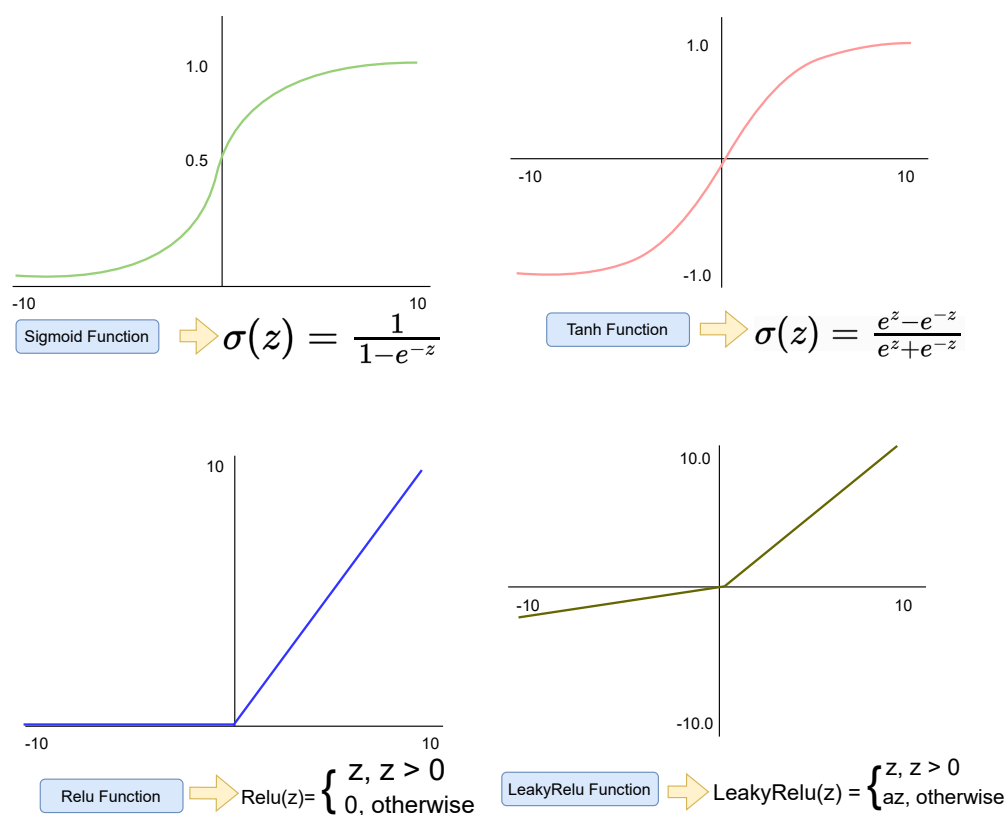 1.0
0.5
-10
10
Sigmoid Function
σ(z) = 1/(1−e^{−z})
1.0
-10
10
-1.0
Tanh Function
σ(z) = (e^z−e^{−z})/(e^z+e^{−z})
10
-10
10
Relu Function
Relu(z)= { z, z > 0
0, otherwise
10.0
-10
10
-10.0
LeakyRelu Function
LeakyRelu(z) = { z, z > 0
az, otherwise